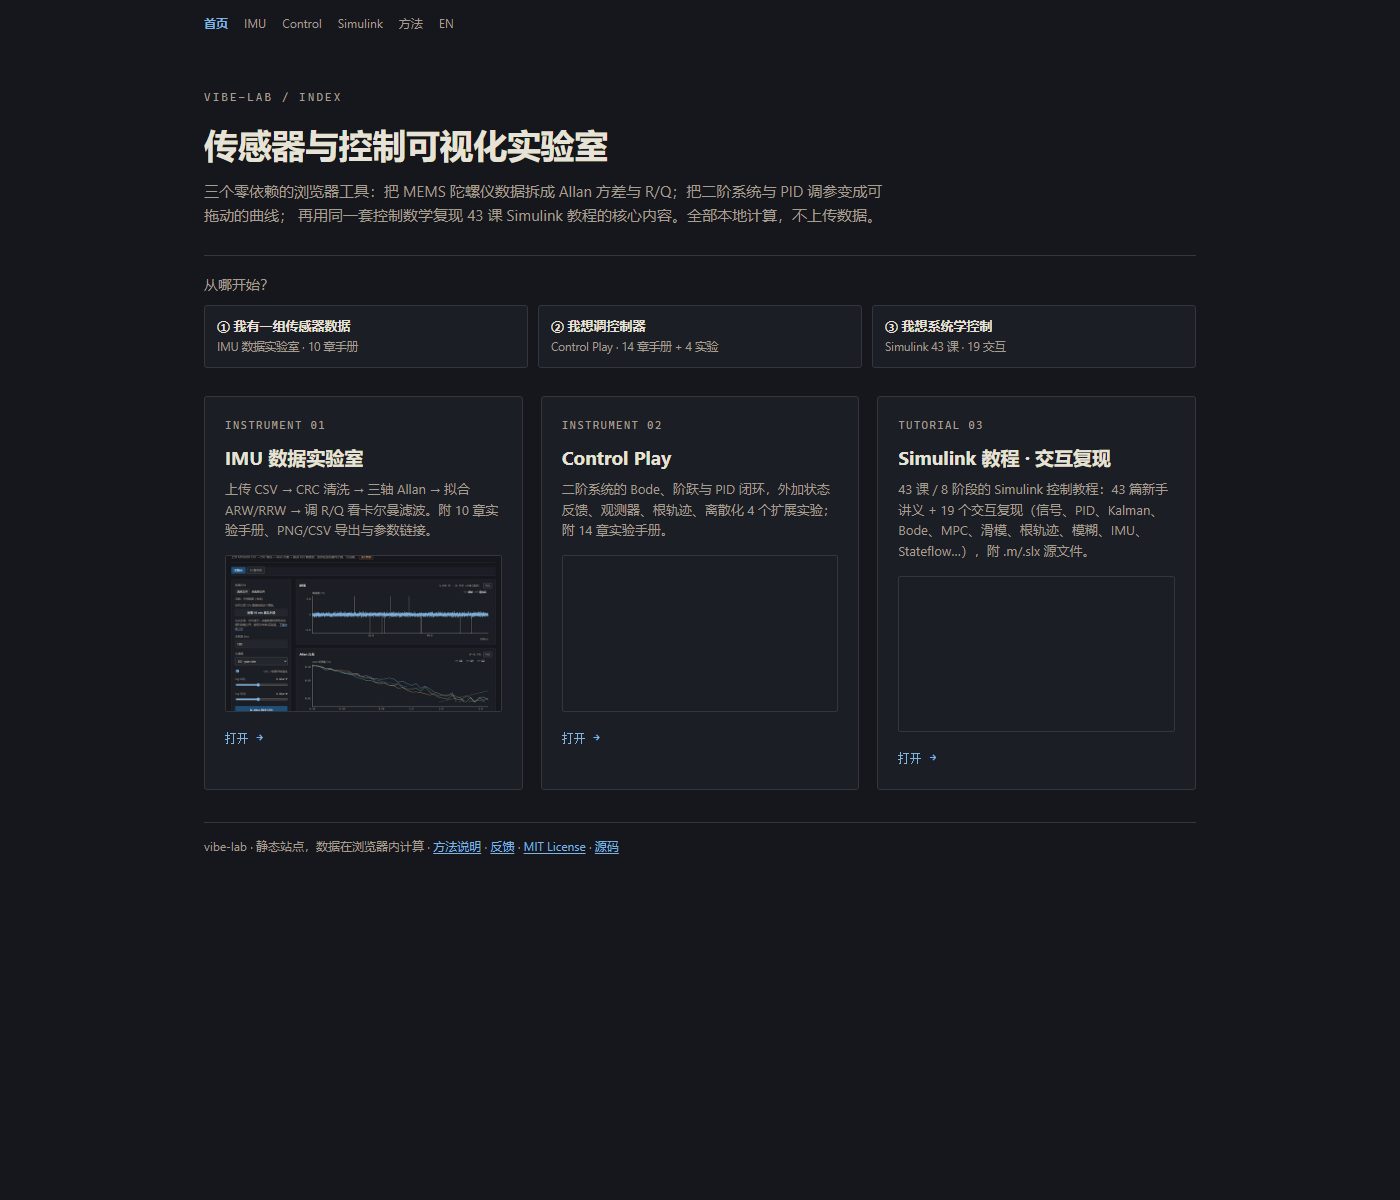 首页 IMU Control Simulink 方法 EN
VIBE-LAB / INDEX
传感器与控制可视化实验室
三个零依赖的浏览器工具：把 MEMS 陀螺仪数据拆成 Allan 方差与 R/Q；把二阶系统与 PID 调参变成可
拖动的曲线； 再用同一套控制数学复现 43 课 Simulink 教程的核心内容。全部本地计算，不上传数据。
从哪开始？
① 我有一组传感器数据
IMU 数据实验室 · 10 章手册
② 我想调控制器
Control Play · 14 章手册 + 4 实验
③ 我想系统学控制
Simulink 43 课 · 19 交互
INSTRUMENT 01
IMU 数据实验室
上传 CSV → CRC 清洗 → 三轴 Allan → 拟合
ARW/RRW → 调 R/Q 看卡尔曼滤波。附 10 章实
验手册、PNG/CSV 导出与参数链接。
打开 →
INSTRUMENT 02
Control Play
二阶系统的 Bode、阶跃与 PID 闭环，外加状态
反馈、观测器、根轨迹、离散化 4 个扩展实验；
附 14 章实验手册。
打开 →
TUTORIAL 03
Simulink 教程 · 交互复现
43 课 / 8 阶段的 Simulink 控制教程：43 篇新手
讲义 + 19 个交互复现（信号、PID、Kalman、
Bode、MPC、滑模、根轨迹、模糊、IMU、
Stateflow…），附 .m/.slx 源文件。
打开 →
vibe-lab · 静态站点，数据在浏览器内计算 · 方法说明 · 反馈 · MIT License · 源码